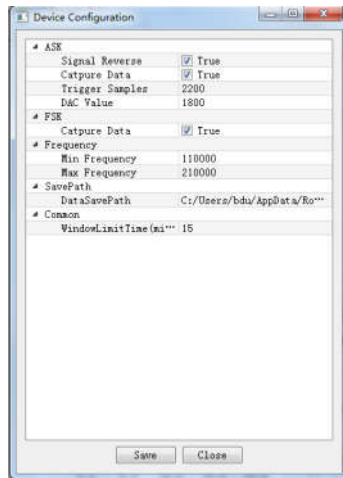 Device Configuration
ASK
Signal Reverse True
Catpure Data True
Trigger Samples 2200
DAC Value 1800
FSK
Catpure Data True
Frequency
Min Frequency 110000
Max Frequency 210000
SavePath
DataSavePath C:/Users/bdu/AppData/Ro...
Common
WindowLimitTime(mi... 15
Save Close